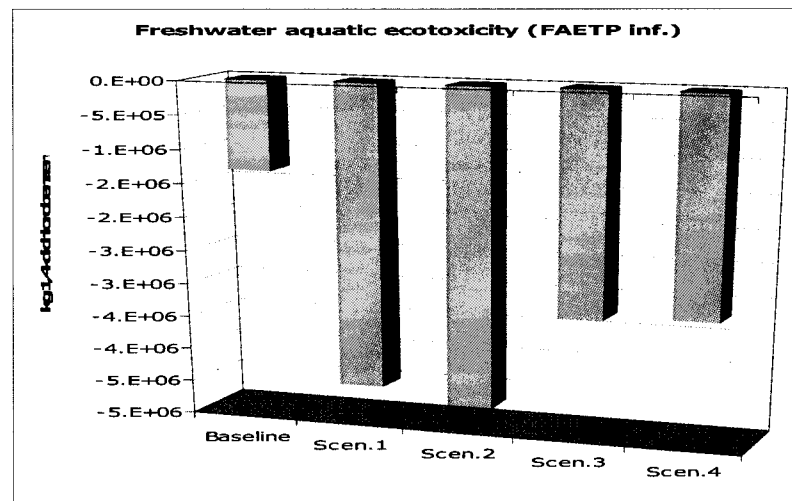 Freshwater aquatic ecotoxicity (FAETP inf.)
0.E+00
-5.E+05
-1.E+06
-2.E+06
-2.E+06
-3.E+06
-3.E+06
-4.E+06
-4.E+06
-5.E+06
-5.E+06
Baseline
Scen.1
Scen.2
Scen.3
Scen.4